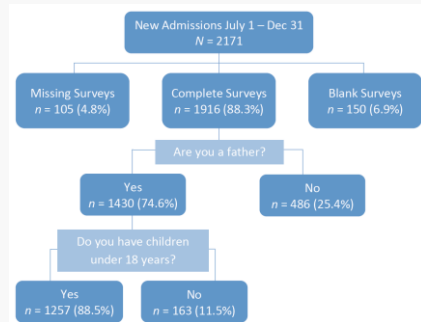 New Admissions July 1 – Dec 31
N = 2171
Missing Surveys
n = 105 (4.8%)
Complete Surveys
n = 1916 (88.3%)
Blank Surveys
n = 150 (6.9%)
Are you a father?
Yes
n = 1430 (74.6%)
No
n = 486 (25.4%)
Do you have children
under 18 years?
Yes
n = 1257 (88.5%)
No
n = 163 (11.5%)